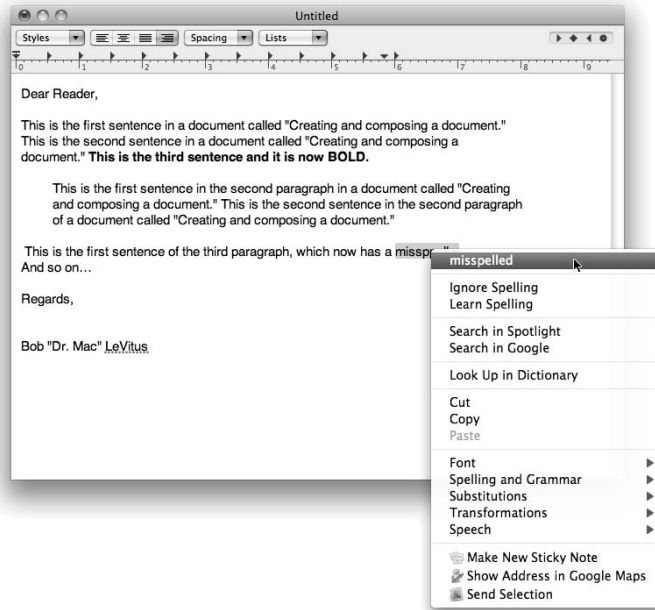 Untitled
Styles Spacing Lists
0 1 2 3 4 5 6 7 8 9
Dear Reader,
This is the first sentence in a document called "Creating and composing a document."
This is the second sentence in a document called "Creating and composing a
document." This is the third sentence and it is now BOLD.
This is the first sentence in the second paragraph in a document called "Creating
and composing a document." This is the second sentence in the second paragraph
of a document called "Creating and composing a document."
This is the first sentence of the third paragraph, which now has a
And so on…
Regards,
Bob "Dr. Mac" LeVitus
misspelled
Ignore Spelling
Learn Spelling
Search in Spotlight
Search in Google
Look Up in Dictionary
Cut
Copy
Paste
Font
Spelling and Grammar
Substitutions
Transformations
Speech
Make New Sticky Note
Show Address in Google Maps
Send Selection